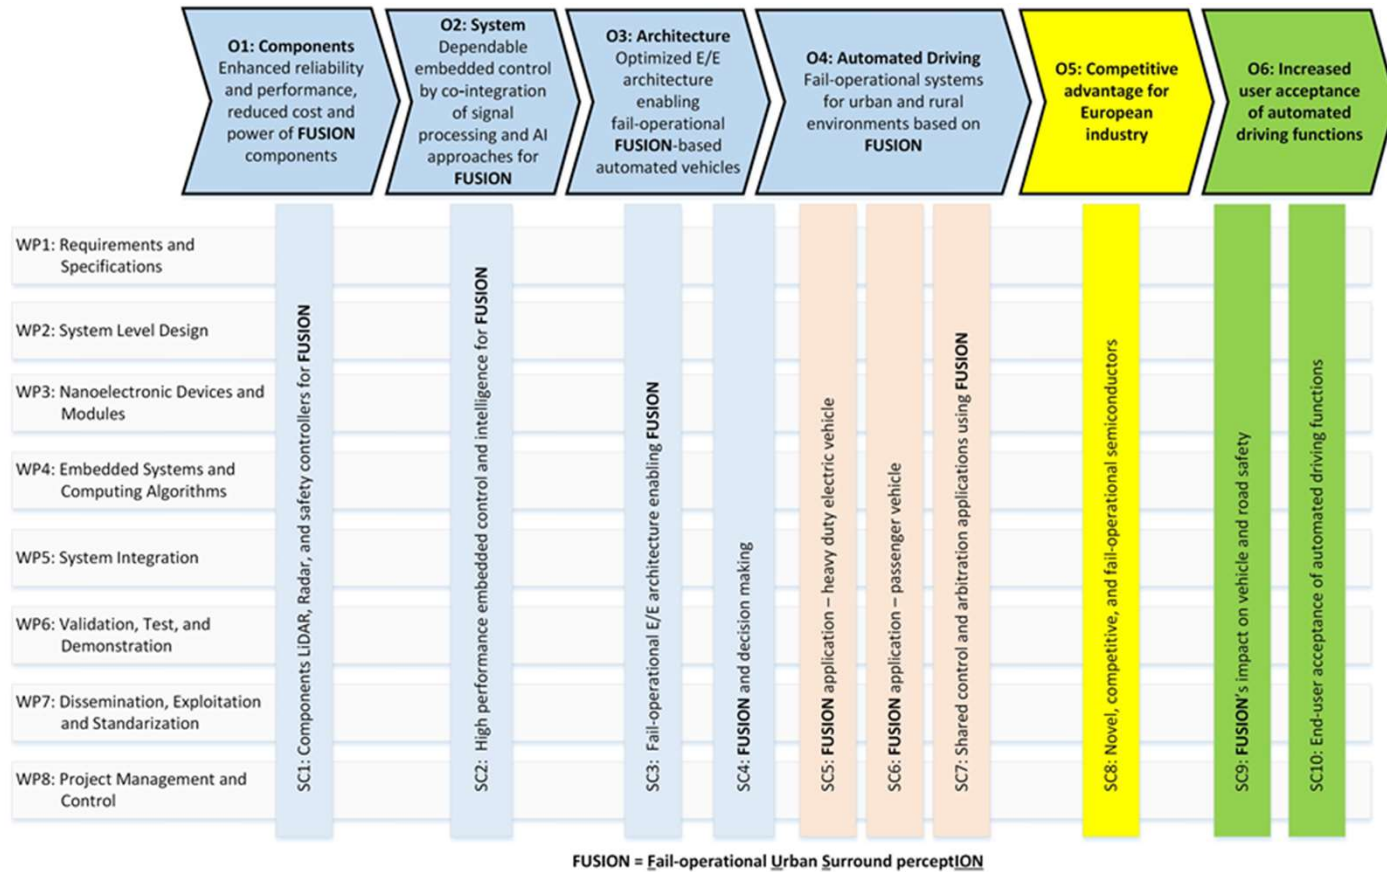 O1: Components
Enhanced reliability
and performance,
reduced cost and
power of FUSION
components
O2: System
Dependable
embedded control
by co-integration
of signal
processing and AI
approaches for
FUSION
O3: Architecture
Optimized E/E
architecture
enabling
fail-operational
FUSION-based
automated vehicles
O4: Automated Driving
Fail-operational systems
for urban and rural
environments based on
FUSION
O5: Competitive
advantage for
European
industry
O6: Increased
user acceptance
of automated
driving functions
WP1: Requirements and
Specifications
WP2: System Level Design
WP3: Nanoelectronic Devices and
Modules
WP4: Embedded Systems and
Computing Algorithms
WP5: System Integration
WP6: Validation, Test, and
Demonstration
WP7: Dissemination, Exploitation
and Standarization
WP8: Project Management and
Control
SC1: Components LiDAR, Radar, and safety controllers for FUSION
SC2: High performance embedded control and intelligence for FUSION
SC3: Fail-operational E/E architecture enabling FUSION
SC4: FUSION and decision making
SC5: FUSION application – heavy duty electric vehicle
SC6: FUSION application – passenger vehicle
SC7: Shared control and arbitration applications using FUSION
SC8: Novel, competitive, and fail-operational semiconductors
SC9: FUSION's impact on vehicle and road safety
SC10: End-user acceptance of automated driving functions
FUSION = Fail-operational Urban Surround perceptION